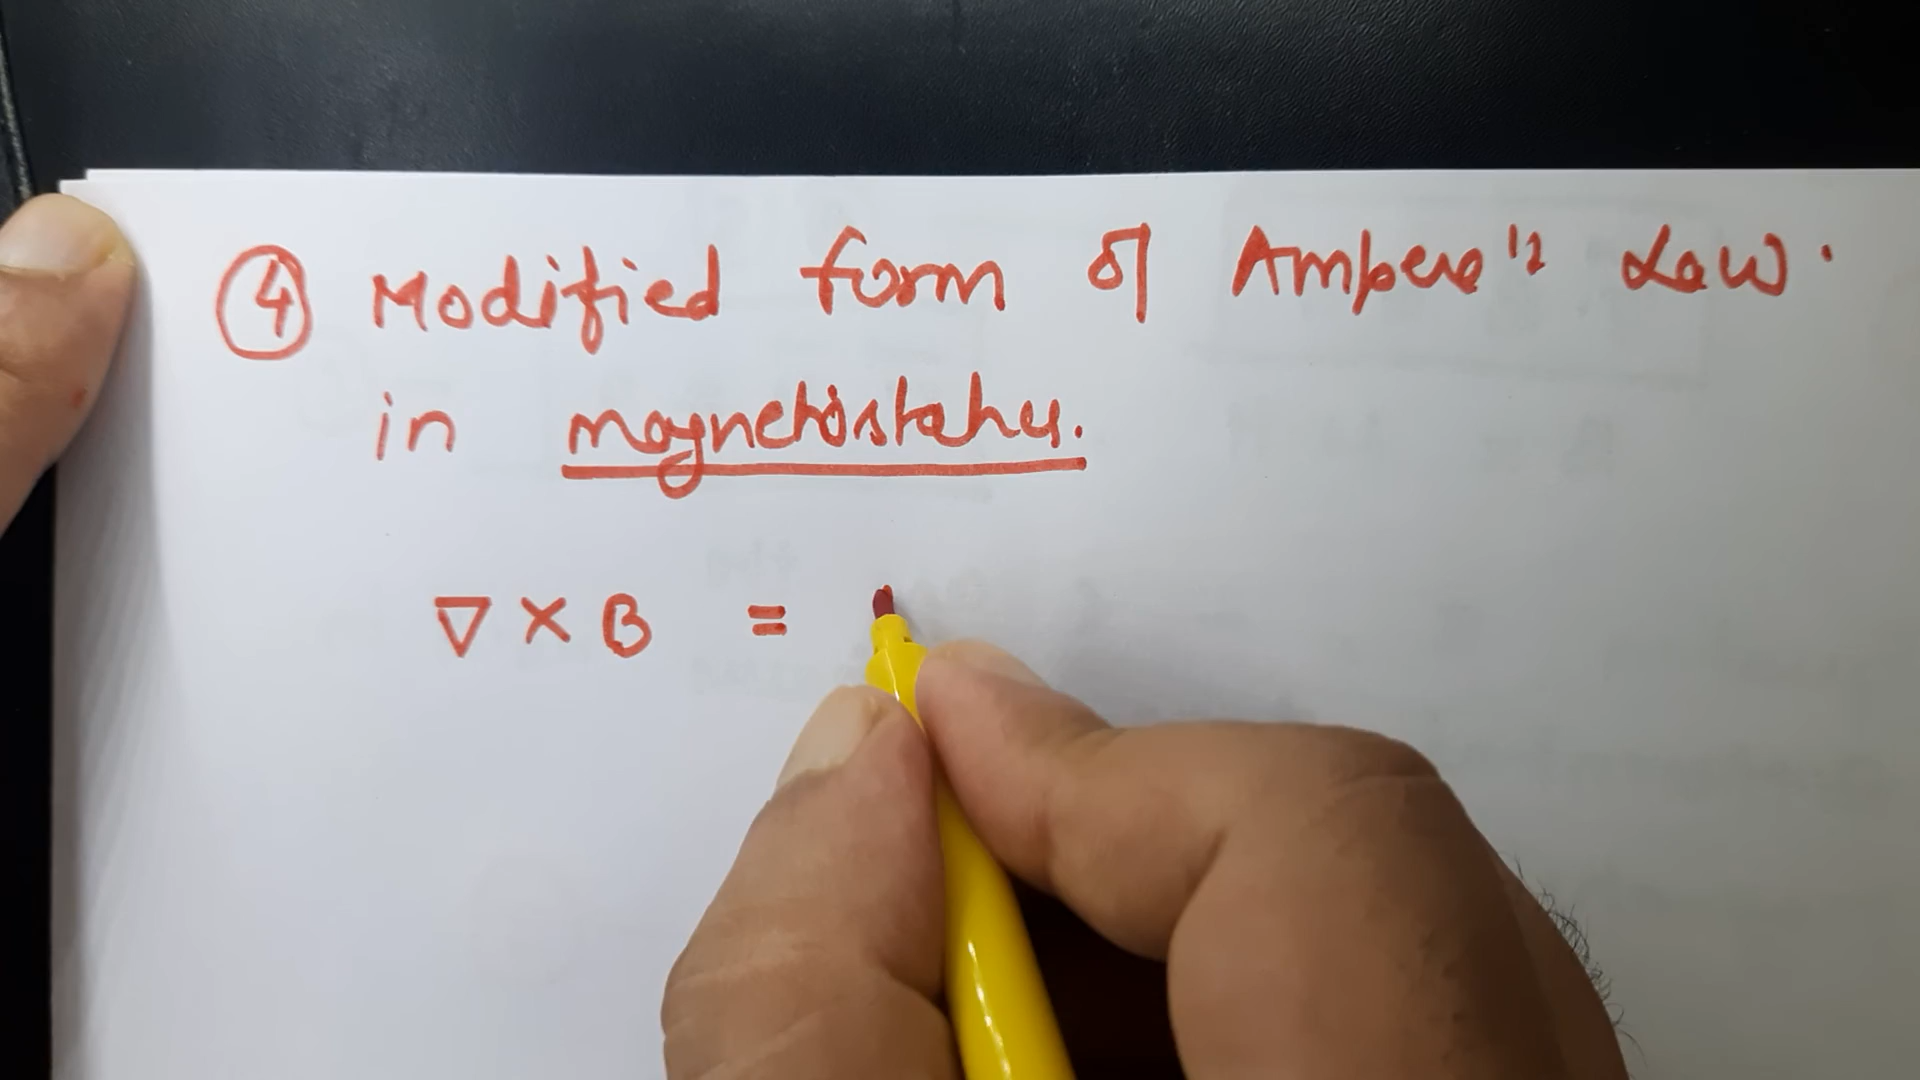 ④ Modified form of Ampere's Law.
in magnetostatics.
∇ × B =